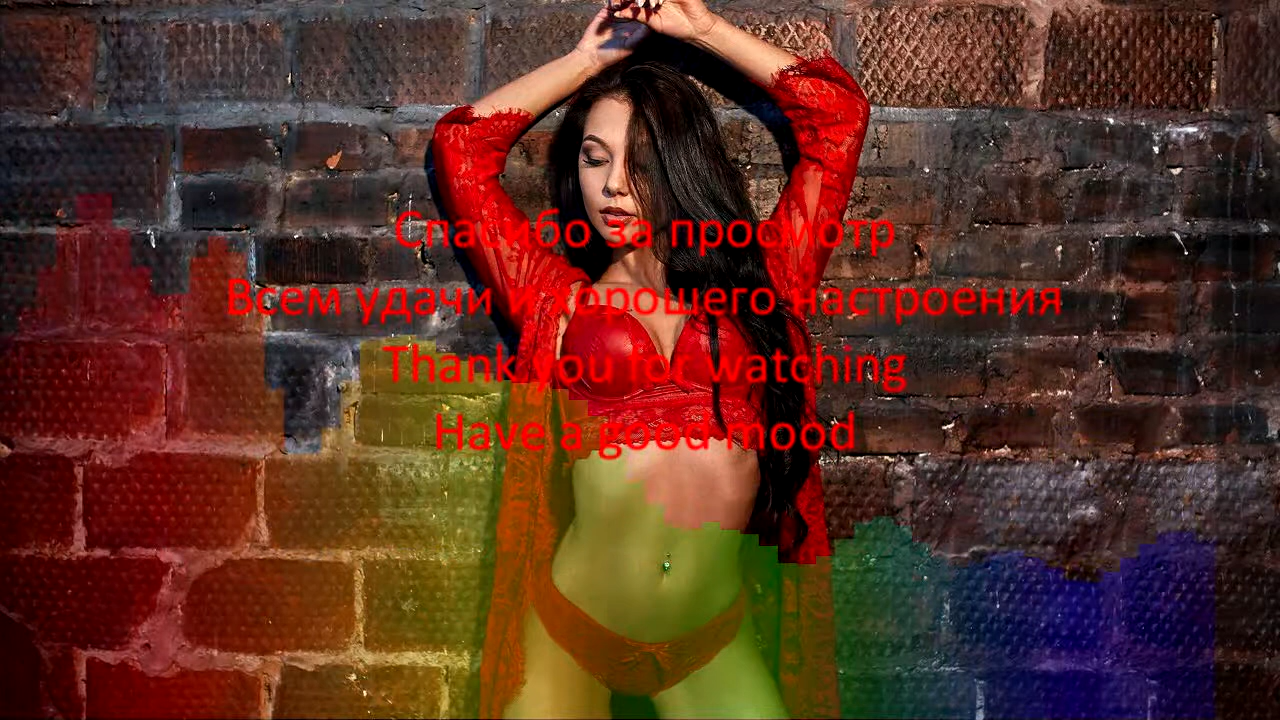 Спасибо за просмотр
Всем удачи и хорошего настроения
Thank you for watching
Have a good mood